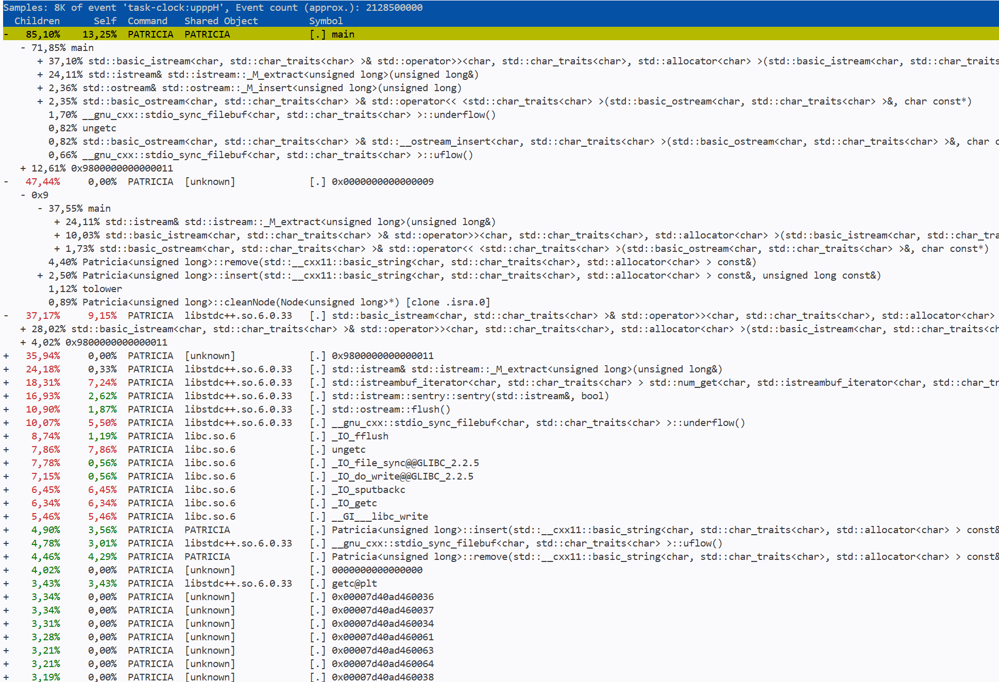 Samples: 8K of event 'task-clock:upppH', Event count (approx.): 2128500000
Children Self Command Shared Object Symbol
- 85,10% 13,25% PATRICIA PATRICIA [.] main
- 71,85% main
+ 37,10% std::basic_istream<char, std::char_traits<char> >& std::operator>><char, std::char_traits<char>, std::allocator<char> >(std::basic_istream<char, std::char_traits
+ 24,11% std::istream& std::istream::_M_extract<unsigned long>(unsigned long&)
+ 2,36% std::ostream& std::ostream::_M_insert<unsigned long>(unsigned long)
+ 2,35% std::basic_ostream<char, std::char_traits<char> >& std::operator<< <std::char_traits<char> >(std::basic_ostream<char, std::char_traits<char> >&, char const*)
1,70% __gnu_cxx::stdio_sync_filebuf<char, std::char_traits<char> >::underflow()
0,82% ungetc
0,82% std::basic_ostream<char, std::char_traits<char> >& std::__ostream_insert<char, std::char_traits<char> >(std::basic_ostream<char, std::char_traits<char> >&, char c
0,66% __gnu_cxx::stdio_sync_filebuf<char, std::char_traits<char> >::uflow()
+ 12,61% 0x9800000000000011
- 47,44% 0,00% PATRICIA [unknown] [.] 0x0000000000000009
- 0x9
- 37,55% main
+ 24,11% std::istream& std::istream::_M_extract<unsigned long>(unsigned long&)
+ 10,03% std::basic_istream<char, std::char_traits<char> >& std::operator>><char, std::char_traits<char>, std::allocator<char> >(std::basic_istream<char, std::char_tra
+ 1,73% std::basic_ostream<char, std::char_traits<char> >& std::operator<< <std::char_traits<char> >(std::basic_ostream<char, std::char_traits<char> >&, char const*)
4,40% Patricia<unsigned long>::remove(std::__cxx11::basic_string<char, std::char_traits<char>, std::allocator<char> > const&)
+ 2,50% Patricia<unsigned long>::insert(std::__cxx11::basic_string<char, std::char_traits<char>, std::allocator<char> > const&, unsigned long const&)
1,12% tolower
0,89% Patricia<unsigned long>::cleanNode(Node<unsigned long>*) [clone .isra.0]
- 37,17% 9,15% PATRICIA libstdc++.so.6.0.33 [.] std::basic_istream<char, std::char_traits<char> >& std::operator>><char, std::char_traits<char>, std::allocator<char>
+ 28,02% std::basic_istream<char, std::char_traits<char> >& std::operator>><char, std::char_traits<char>, std::allocator<char> >(std::basic_istream<char, std::char_traits<ch
+ 4,02% 0x9800000000000011
+ 35,94% 0,00% PATRICIA [unknown] [.] 0x9800000000000011
+ 24,18% 0,33% PATRICIA libstdc++.so.6.0.33 [.] std::istream& std::istream::_M_extract<unsigned long>(unsigned long&)
+ 18,31% 7,24% PATRICIA libstdc++.so.6.0.33 [.] std::istreambuf_iterator<char, std::char_traits<char> > std::num_get<char, std::istreambuf_iterator<char, std::char_tr
+ 16,93% 2,62% PATRICIA libstdc++.so.6.0.33 [.] std::istream::sentry::sentry(std::istream&, bool)
+ 10,90% 1,87% PATRICIA libstdc++.so.6.0.33 [.] std::ostream::flush()
+ 10,07% 5,50% PATRICIA libstdc++.so.6.0.33 [.] __gnu_cxx::stdio_sync_filebuf<char, std::char_traits<char> >::underflow()
+ 8,74% 1,19% PATRICIA libc.so.6 [.] _IO_fflush
+ 7,86% 7,86% PATRICIA libc.so.6 [.] ungetc
+ 7,78% 0,56% PATRICIA libc.so.6 [.] _IO_file_sync@@GLIBC_2.2.5
+ 7,15% 0,56% PATRICIA libc.so.6 [.] _IO_do_write@@GLIBC_2.2.5
+ 6,45% 6,45% PATRICIA libc.so.6 [.] _IO_sputbackc
+ 6,34% 6,34% PATRICIA libc.so.6 [.] _IO_getc
+ 5,46% 5,46% PATRICIA libc.so.6 [.] __GI___libc_write
+ 4,90% 3,56% PATRICIA PATRICIA [.] Patricia<unsigned long>::insert(std::__cxx11::basic_string<char, std::char_traits<char>, std::allocator<char> > const&
+ 4,78% 3,01% PATRICIA libstdc++.so.6.0.33 [.] __gnu_cxx::stdio_sync_filebuf<char, std::char_traits<char> >::uflow()
+ 4,46% 4,29% PATRICIA PATRICIA [.] Patricia<unsigned long>::remove(std::__cxx11::basic_string<char, std::char_traits<char>, std::allocator<char> > const&
+ 4,02% 0,00% PATRICIA [unknown] [.] 0000000000000000
+ 3,43% 3,43% PATRICIA libstdc++.so.6.0.33 [.] getc@plt
+ 3,34% 0,00% PATRICIA [unknown] [.] 0x00007d40ad460036
+ 3,34% 0,00% PATRICIA [unknown] [.] 0x00007d40ad460037
+ 3,31% 0,00% PATRICIA [unknown] [.] 0x00007d40ad460034
+ 3,28% 0,00% PATRICIA [unknown] [.] 0x00007d40ad460061
+ 3,21% 0,00% PATRICIA [unknown] [.] 0x00007d40ad460063
+ 3,21% 0,00% PATRICIA [unknown] [.] 0x00007d40ad460064
+ 3,19% 0,00% PATRICIA [unknown] [.] 0x00007d40ad460038